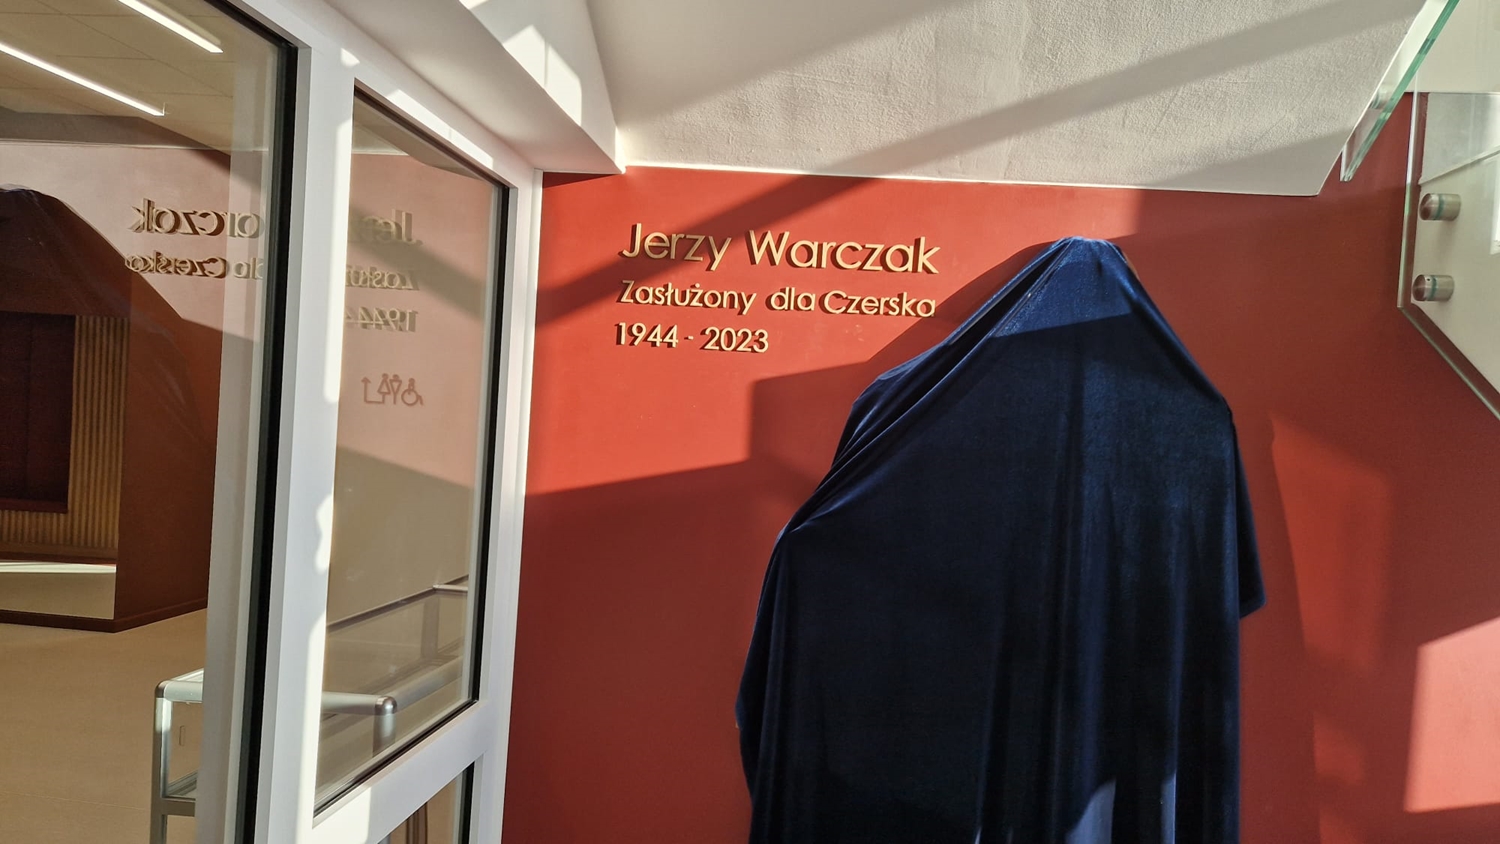 Jerzy Warczak
Zasłużony dla Czerska
1944 - 2023